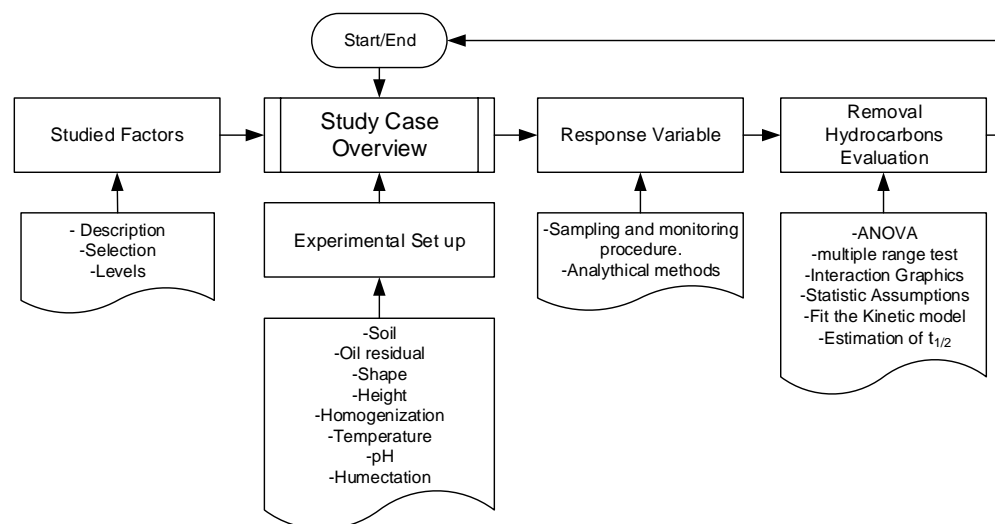 Start/End
Studied Factors
Study Case
Overview
Response Variable
Removal
Hydrocarbons
Evaluation
- Description
-Selection
-Levels
Experimental Set up
-Sampling and monitoring
procedure.
-Analythical methods
-ANOVA
-multiple range test
-Interaction Graphics
-Statistic Assumptions
-Fit the Kinetic model
-Estimation of t1/2
-Soil
-Oil residual
-Shape
-Height
-Homogenization
-Temperature
-pH
-Humectation